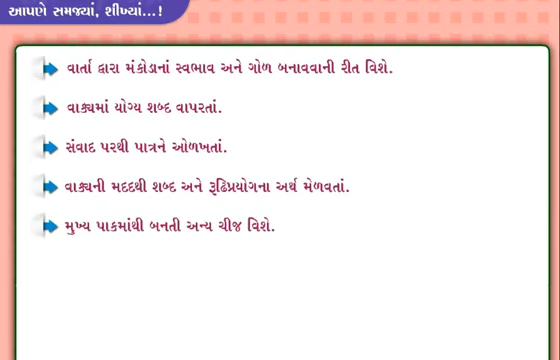 આપણે સમજ્યાં, શીખ્યાં...!
વાર્તા દ્વારા મંકોડાનાં સ્વભાવ અને ગોળ બનાવવાની રીત વિશે.
વાક્યમાં યોગ્ય શબ્દ વાપરતાં.
સંવાદ પરથી પાત્રને ઓળખતાં.
વાક્યની મદદથી શબ્દ અને રૂઢિપ્રયોગના અર્થ મેળવતાં.
મુખ્ય પાકમાંથી બનતી અન્ય ચીજ વિશે.